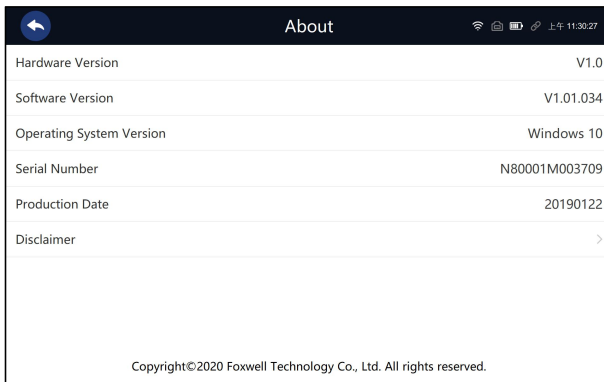 About
上午 11:30:27
Hardware Version V1.0
Software Version V1.01.034
Operating System Version Windows 10
Serial Number N80001M003709
Production Date 20190122
Disclaimer
Copyright©2020 Foxwell Technology Co., Ltd. All rights reserved.